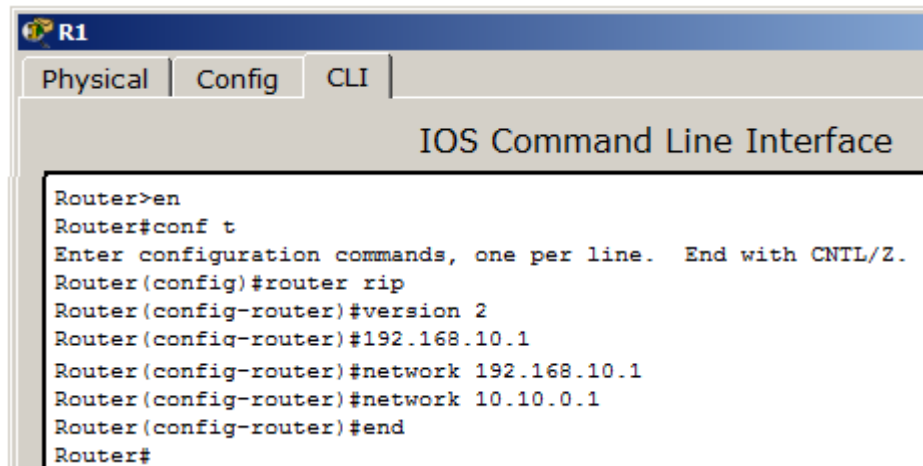 R1
Physical Config CLI
IOS Command Line Interface
Router>en
Router#conf t
Enter configuration commands, one per line.  End with CNTL/Z.
Router(config)#router rip
Router(config-router)#version 2
Router(config-router)#192.168.10.1
Router(config-router)#network 192.168.10.1
Router(config-router)#network 10.10.0.1
Router(config-router)#end
Router#